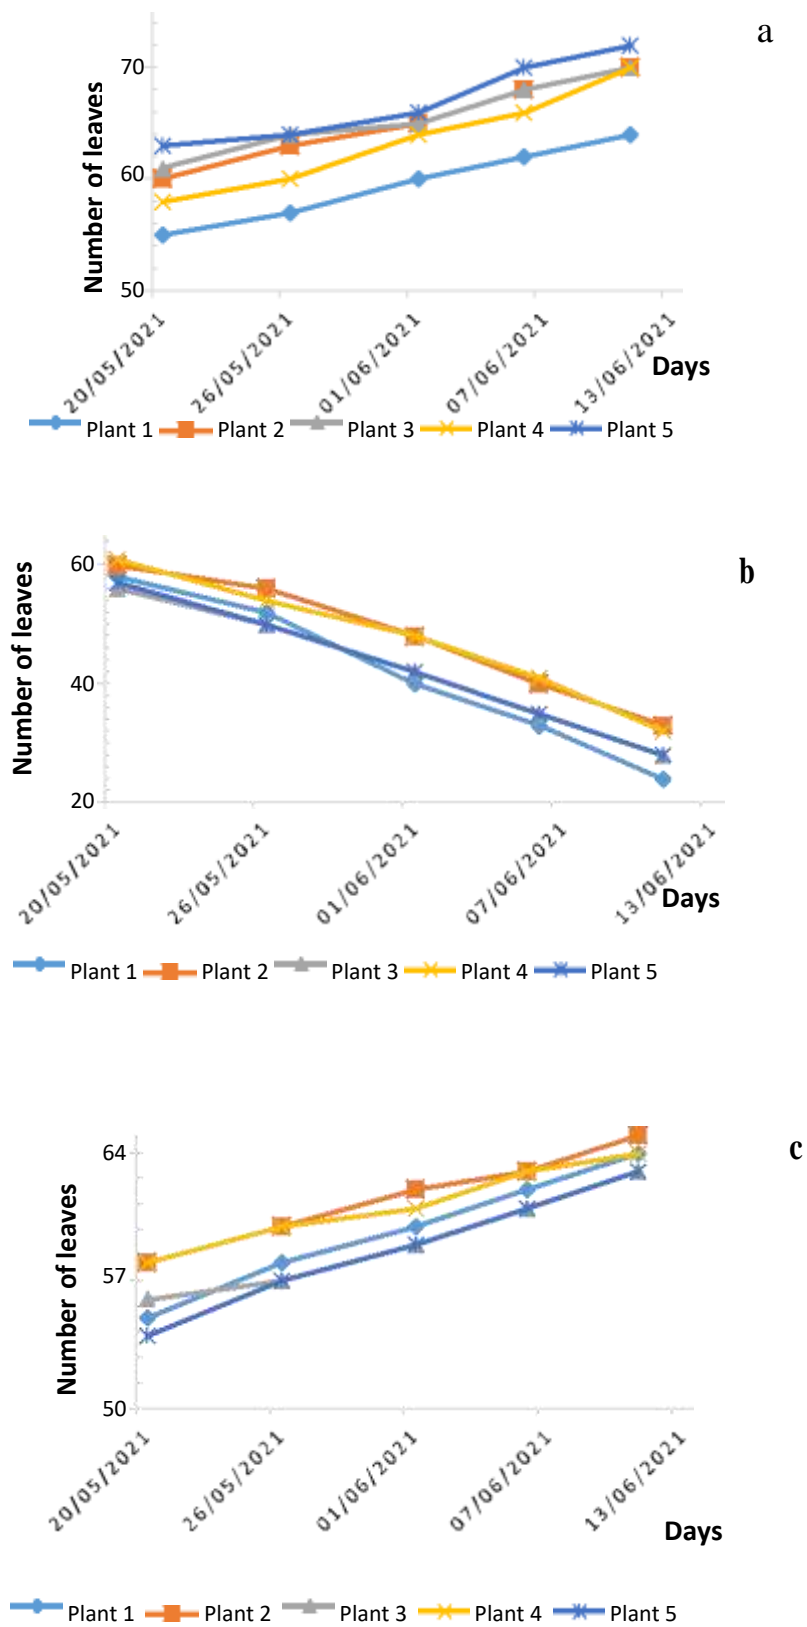 a
Number of leaves
70
60
50
20/05/2021
26/05/2021
01/06/2021
07/06/2021
13/06/2021
Days
Plant 1 Plant 2 Plant 3 Plant 4 Plant 5
b
Number of leaves
60
40
20
20/05/2021
26/05/2021
01/06/2021
07/06/2021
13/06/2021
Days
Plant 1 Plant 2 Plant 3 Plant 4 Plant 5
c
Number of leaves
64
57
50
20/05/2021
26/05/2021
01/06/2021
07/06/2021
13/06/2021
Days
Plant 1 Plant 2 Plant 3 Plant 4 Plant 5